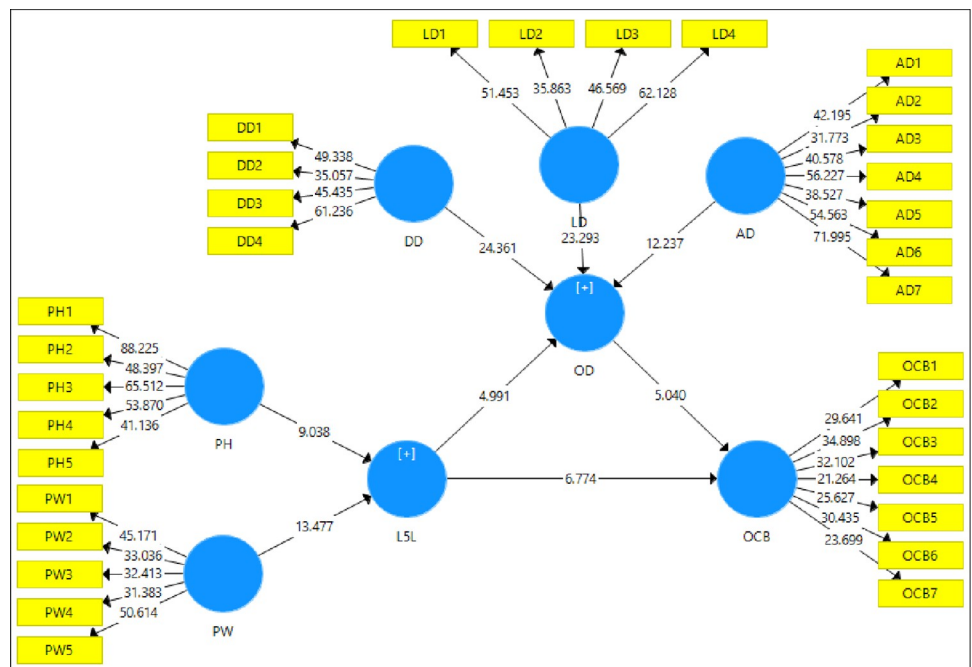 LD1 LD2 LD3 LD4
51.453 35.863 46.569 62.128
LD
23.293
DD1
DD2
DD3
DD4
49.338
35.057
45.435
61.236
DD
24.361
AD1
AD2
AD3
AD4
AD5
AD6
AD7
42.195
31.773
40.578
56.227
38.527
54.563
71.995
AD
12.237
[+]
OD
PH1
PH2
PH3
PH4
PH5
88.225
48.397
65.512
53.870
41.136
PH
9.038
4.991
5.040
PW1
PW2
PW3
PW4
PW5
45.171
33.036
32.413
31.383
50.614
PW
13.477
[+]
L5L
6.774
OCB
OCB1
OCB2
OCB3
OCB4
OCB5
OCB6
OCB7
29.641
34.898
32.102
21.264
25.627
30.435
23.699